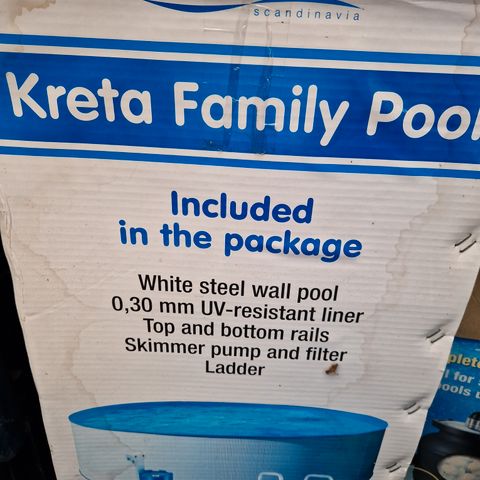 scandinavia
Kreta Family Pool
Included
in the package
White steel wall pool
0,30 mm UV-resistant liner
Top and bottom rails
Skimmer pump and filter
Ladder